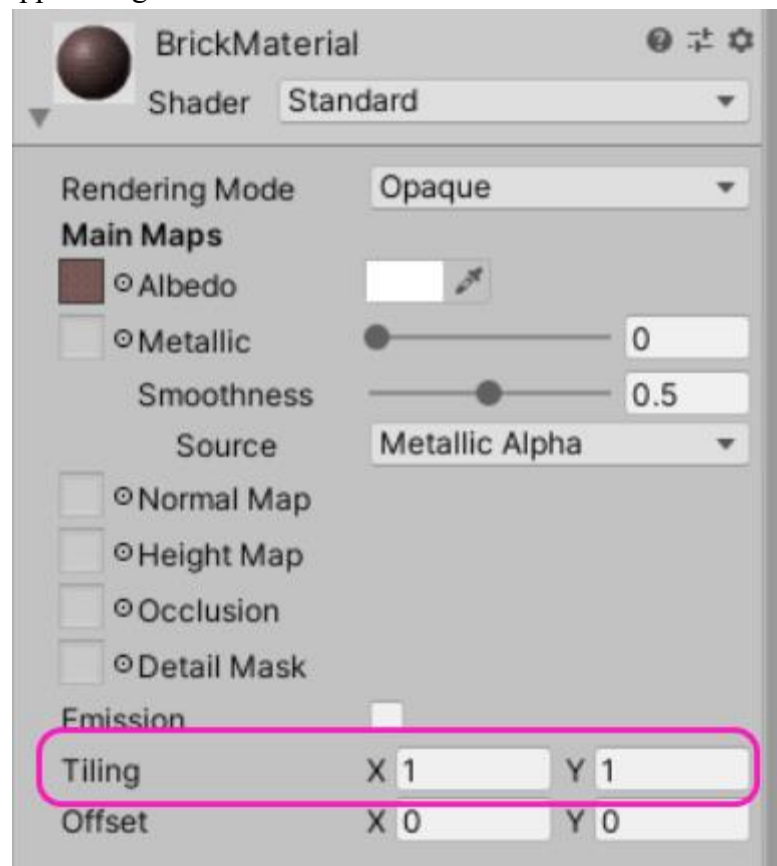 BrickMaterial
Shader Standard
Rendering Mode Opaque
Main Maps
Albedo
Metallic 0
Smoothness 0.5
Source Metallic Alpha
Normal Map
Height Map
Occlusion
Detail Mask
Emission
Tiling X 1 Y 1
Offset X 0 Y 0